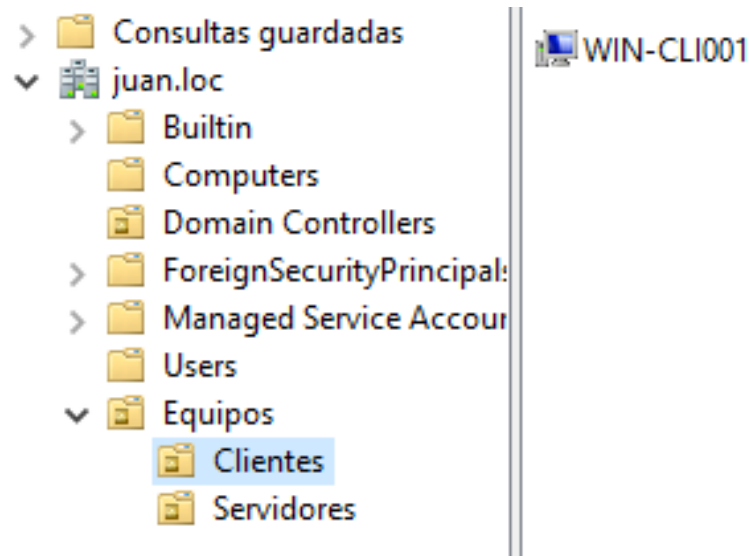 Consultas guardadas
juan.loc
Builtin
Computers
Domain Controllers
ForeignSecurityPrincipals
Managed Service Accour
Users
Equipos
Clientes
Servidores
WIN-CLI001